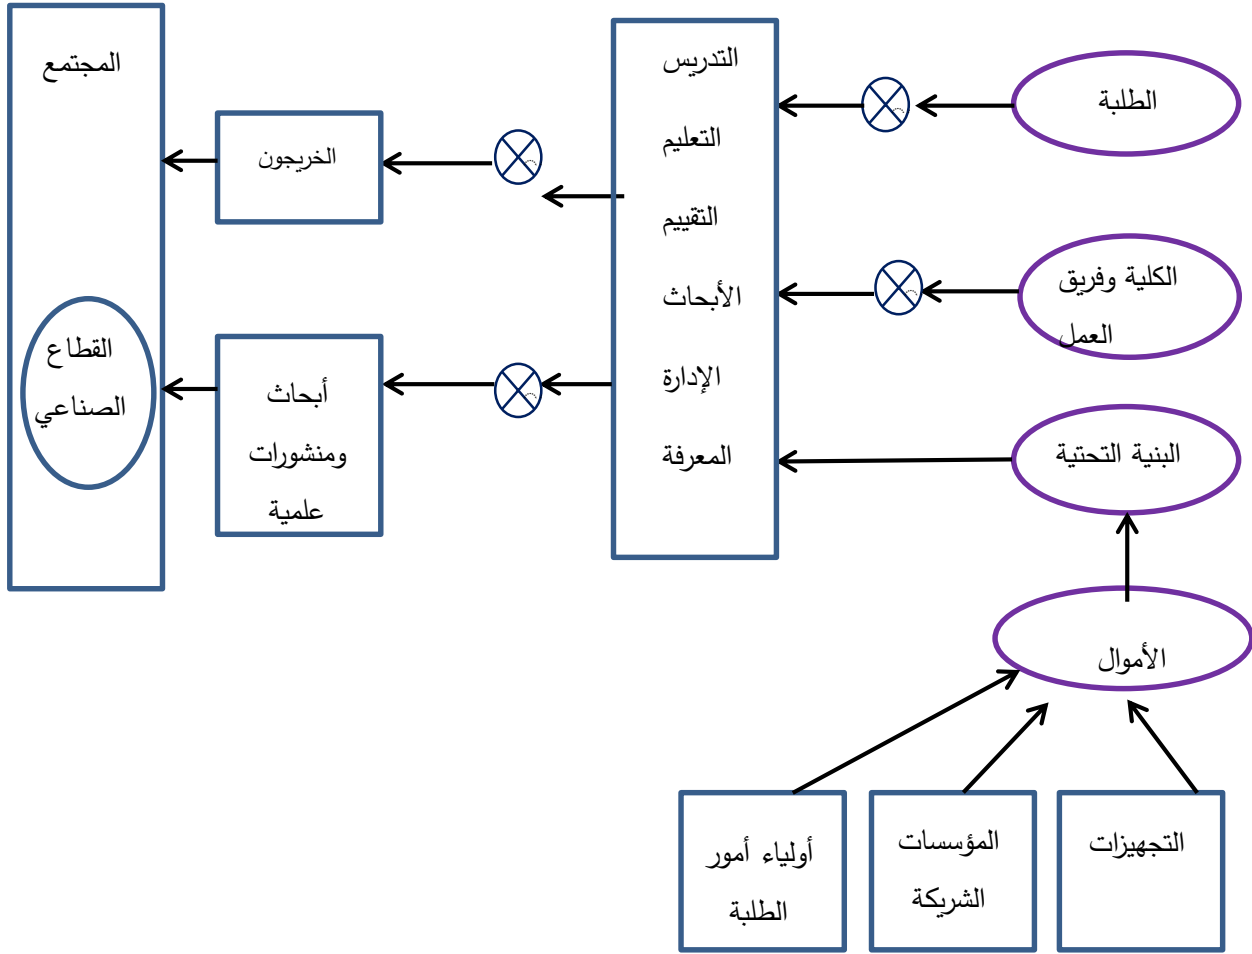 الطلبة
الكلية وفريق
العمل
البنية التحتية
الأموال
التجهيزات
المؤسسات
الشريكة
أولياء أمور
الطلبة
التدريس
التعليم
التقييم
الأبحاث
الإدارة
المعرفة
الخريجون
أبحاث
ومنشورات
علمية
المجتمع
القطاع
الصناعي